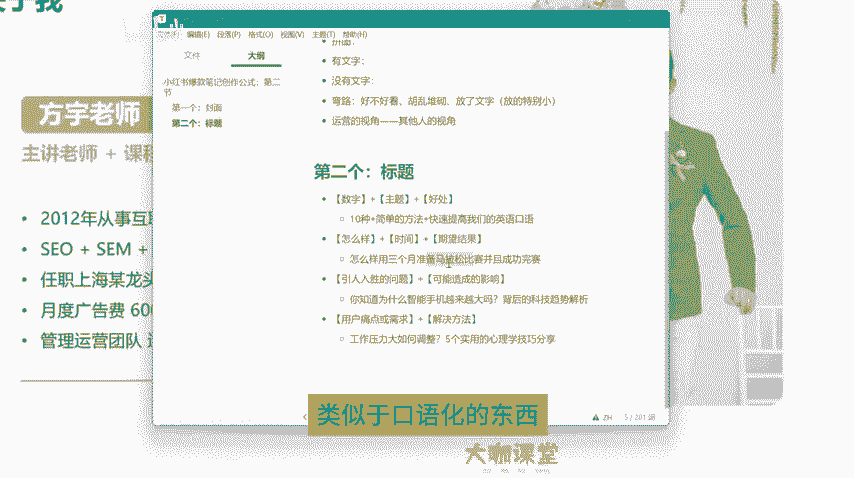 于我
方宇老师
主讲老师 + 课程
• 2012年从事互联
• SEO + SEM +
• 任职上海某龙头
• 月度广告费 600
• 管理运营团队
T
文件(F) 编辑(E) 段落(P) 格式(O) 视图(V) 主题(T) 帮助(H)
文件 大纲
小红书爆款笔记创作公式：第二节
第一个：封面
第二个：标题
• 拼图：
• 有文字：
• 没有文字：
• 弯路：好不好看、胡乱堆砌、放了文字（放的特别小）
• 运营的视角——其他人的视角
第二个：标题
• 【数字】+【主题】+【好处】
○ 10种+简单的方法+快速提高我们的英语口语
• 【怎么样】+【时间】+【期望结果】
○ 怎么样用三个月准备马拉松比赛并且成功完赛
• 【引人入胜的问题】+【可能造成的影响】
○ 你知道为什么智能手机越来越大吗？背后的科技趋势解析
• 【用户痛点或需求】+【解决方法】
○ 工作压力大如何调整？5个实用的心理学技巧分享
ZH 5 / 201 词
类似于口语化的东西
大咖课堂